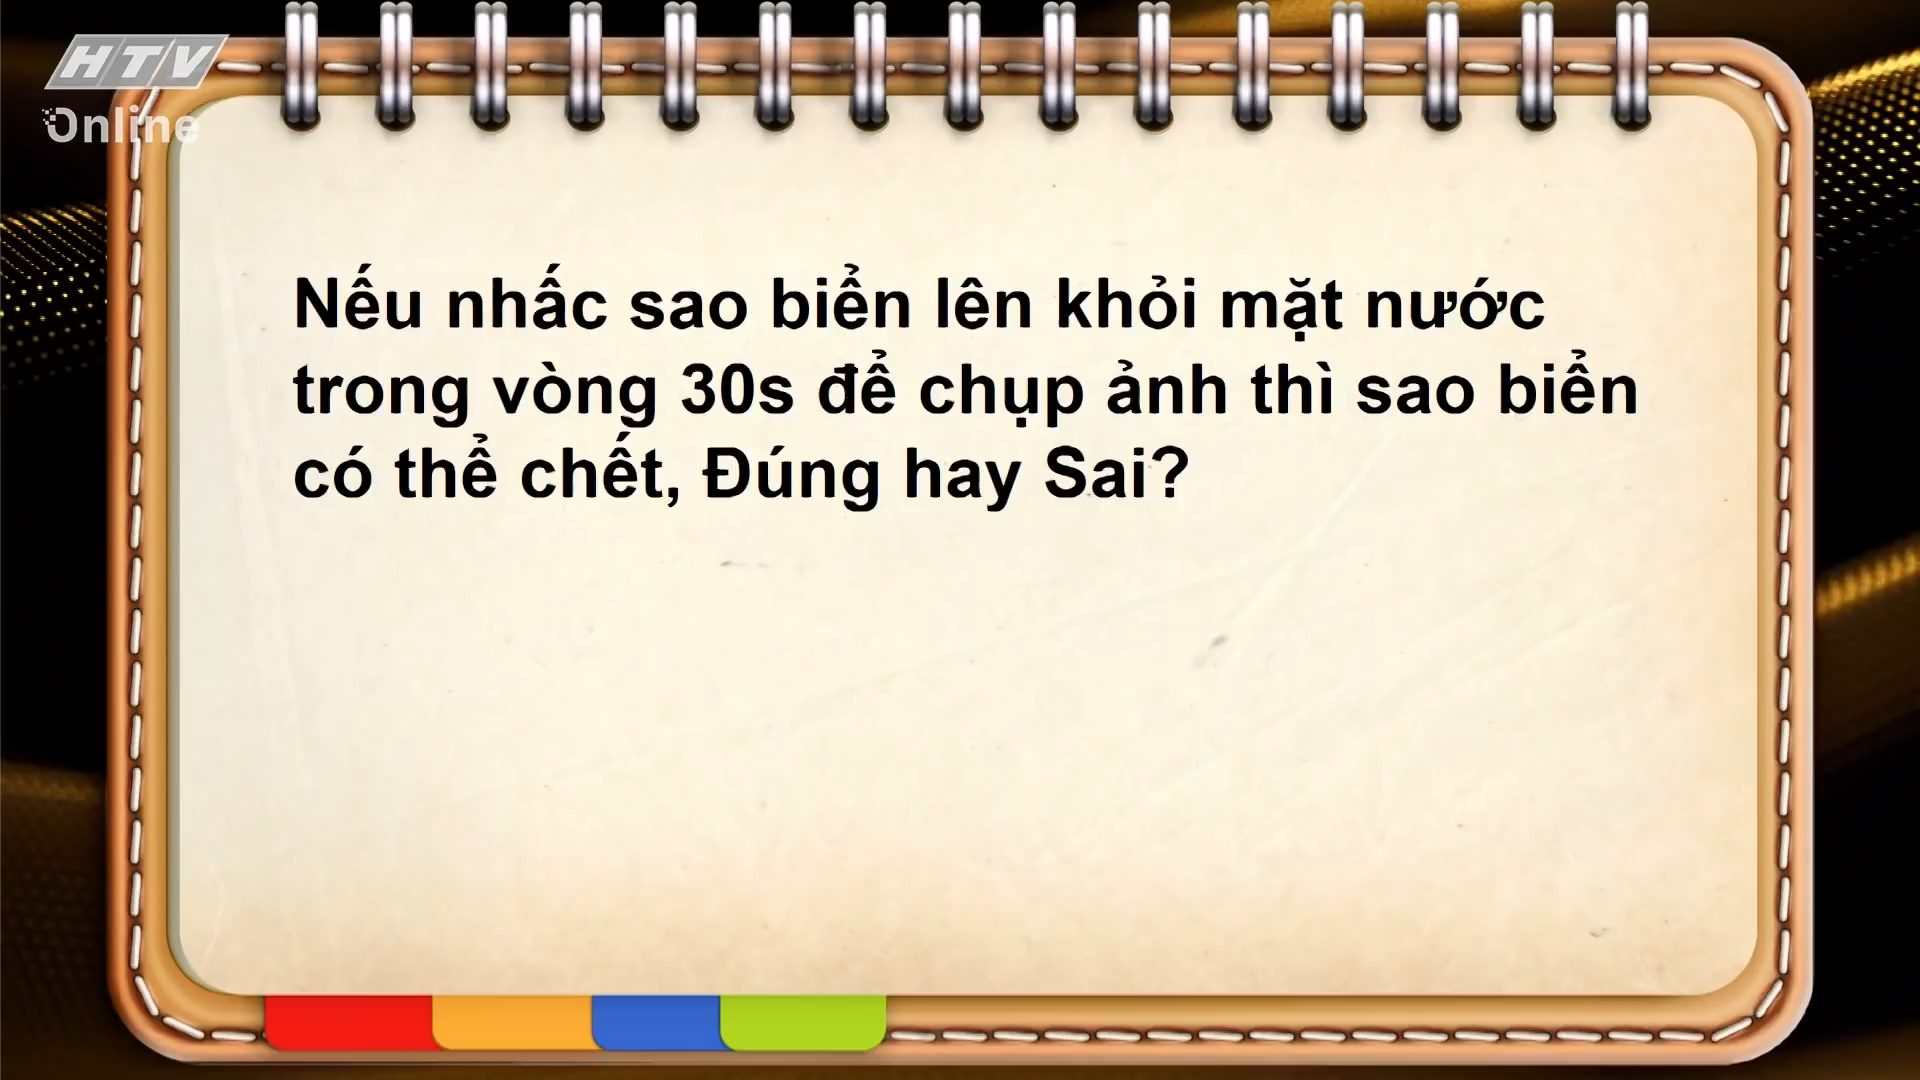 HTV
Online
Nếu nhấc sao biển lên khỏi mặt nước
trong vòng 30s để chụp ảnh thì sao biển
có thể chết, Đúng hay Sai?